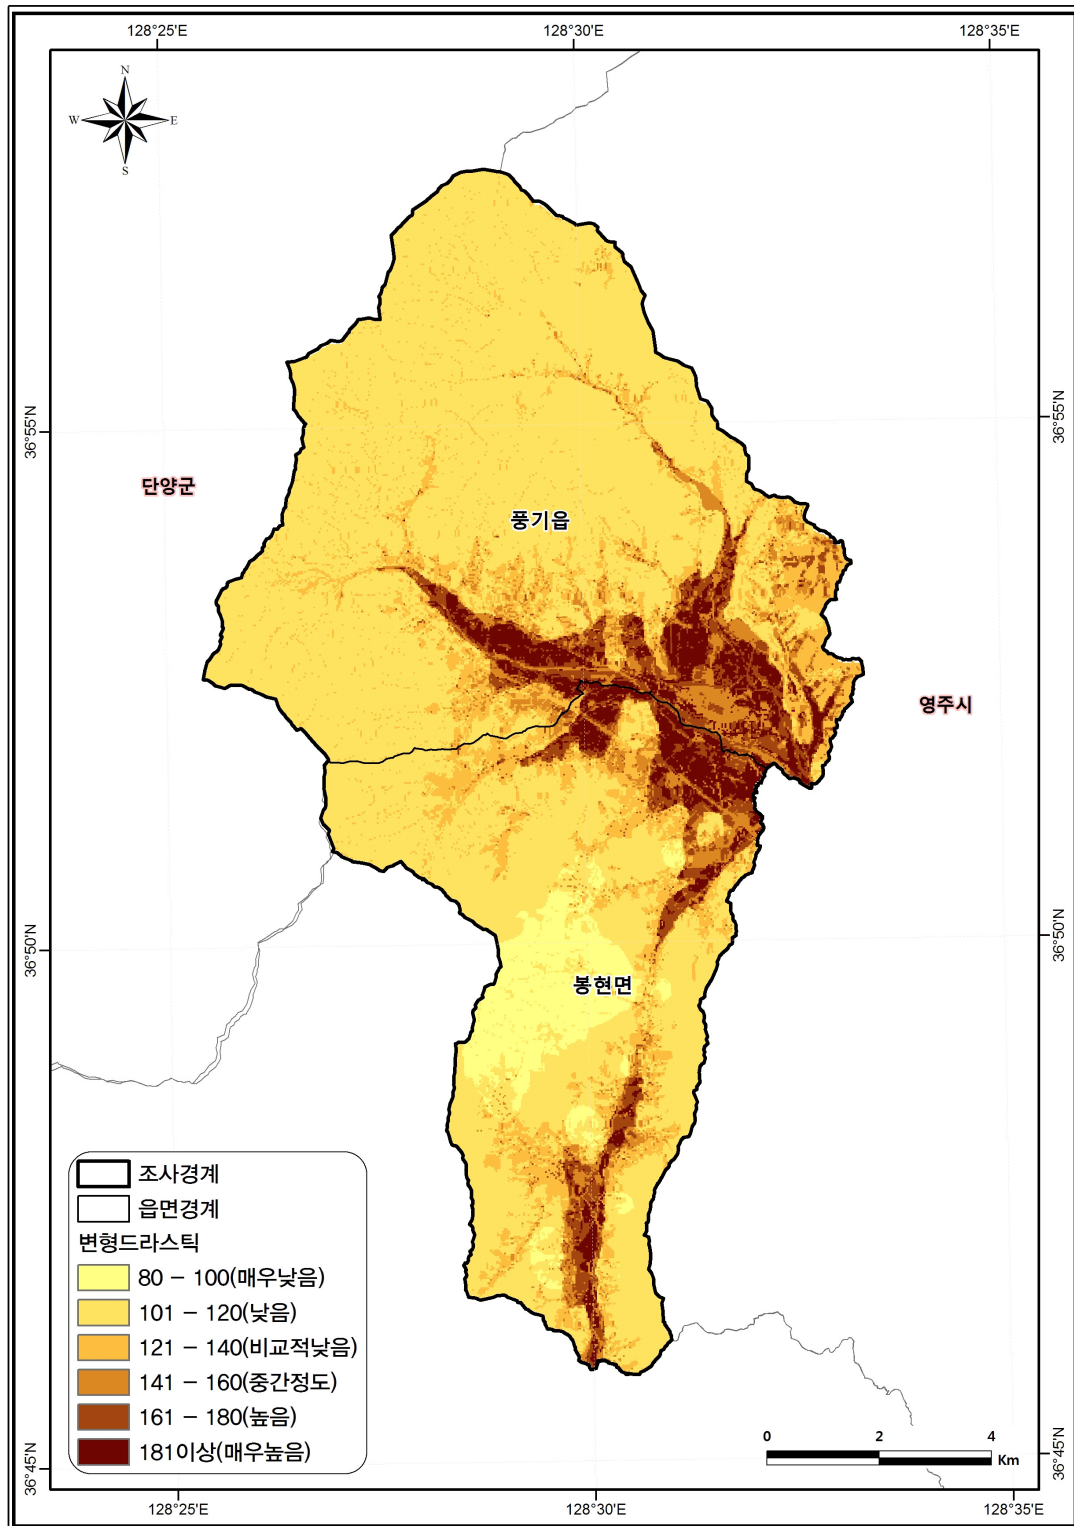 128°25'E 128°30'E 128°35'E
N
W E
S
36°55'N 36°55'N
단양군
풍기읍
영주시
36°50'N 36°50'N
봉현면
조사경계
읍면경계
변형드라스틱
80 - 100(매우낮음)
101 - 120(낮음)
121 - 140(비교적낮음)
141 - 160(중간정도)
161 - 180(높음)
181이상(매우높음)
0 2 4
Km
36°45'N 36°45'N
128°25'E 128°30'E 128°35'E